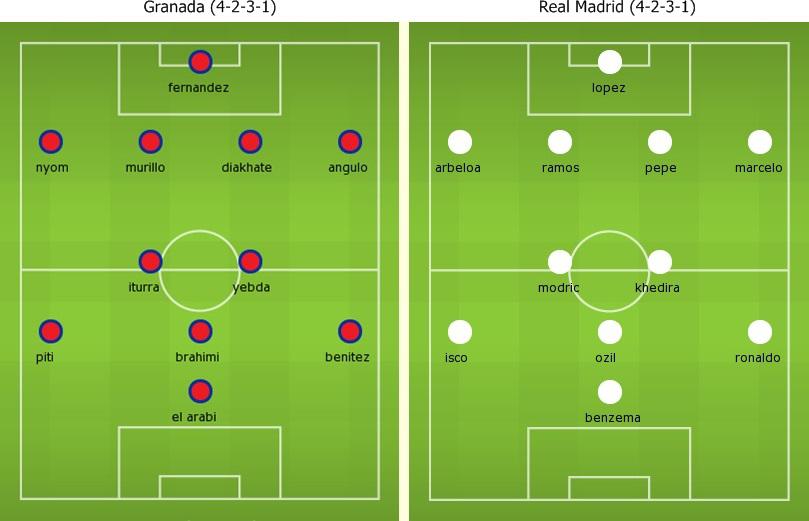 Granada (4-2-3-1)
fernandez
nyom murillo diakhate angulo
iturra yebda
piti brahimi benitez
el arabi
Real Madrid (4-2-3-1)
lopez
arbeloa ramos pepe marcelo
modric khedira
isco ozil ronaldo
benzema